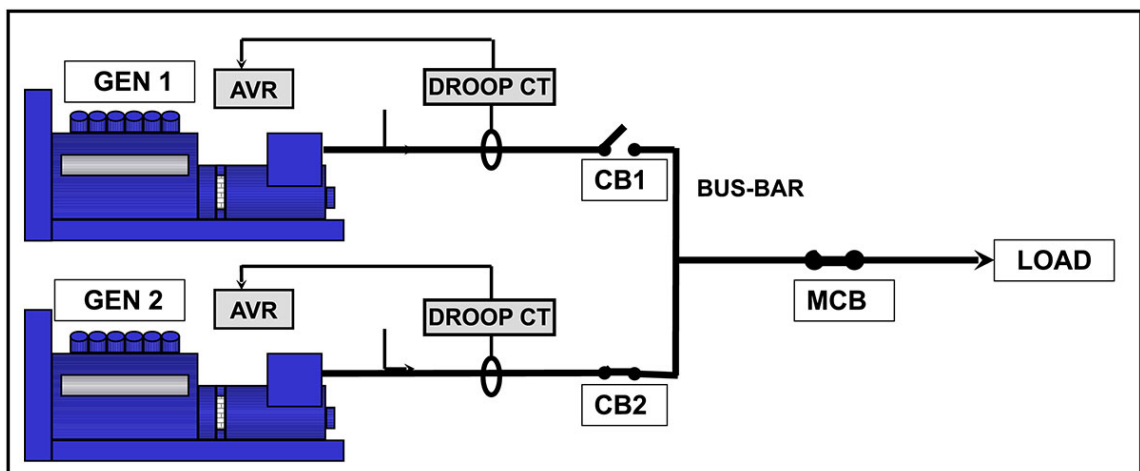 GEN 1
AVR
DROOP CT
CB1
BUS-BAR
LOAD
MCB
GEN 2
AVR
DROOP CT
CB2